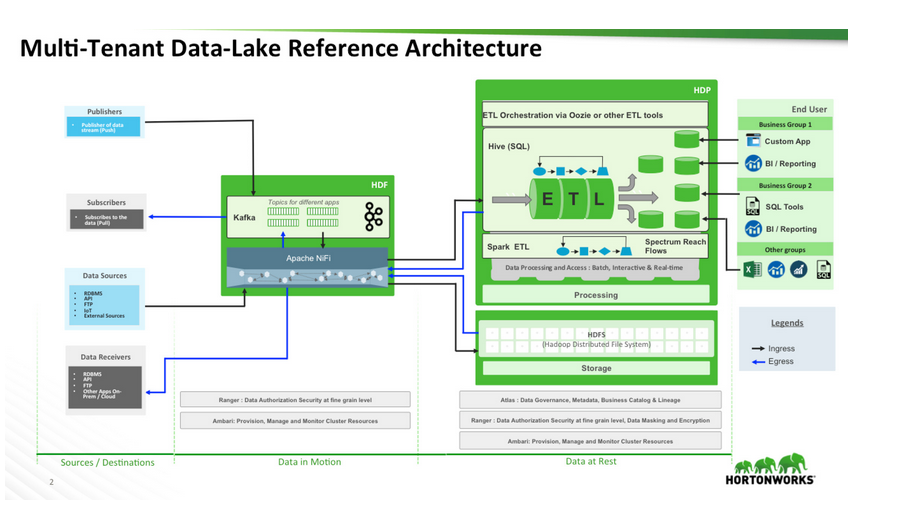 Multi-Tenant Data-Lake Reference Architecture
Publishers
• Publisher of data
stream (Push)
Subscribers
• Subscribes to the
data (Pull)
Data Sources
• RDBMS
• API
• FTP
• IoT
• External Sources
Data Receivers
• RDBMS
• API
• FTP
• Other Apps On-
Prem / Cloud
HDF
Topics for different apps
Kafka
Apache NiFi
Ranger : Data Authorization Security at fine grain level
Ambari: Provision, Manage and Monitor Cluster Resources
HDP
ETL Orchestration via Oozie or other ETL tools
Hive (SQL)
E T L
Spark ETL
Spectrum Reach
Flows
Data Processing and Access : Batch, Interactive & Real-time
Processing
HDFS
(Hadoop Distributed File System)
Storage
Atlas : Data Governance, Metadata, Business Catalog & Lineage
Ranger : Data Authorization Security at fine grain level, Data Masking and Encryption
Ambari: Provision, Manage and Monitor Cluster Resources
End User
Business Group 1
Custom App
BI / Reporting
Business Group 2
SQL
SQL Tools
BI / Reporting
Other groups
SQL
Legends
Ingress
Egress
Sources / Destinations
Data in Motion
Data at Rest
2
HORTONWORKS